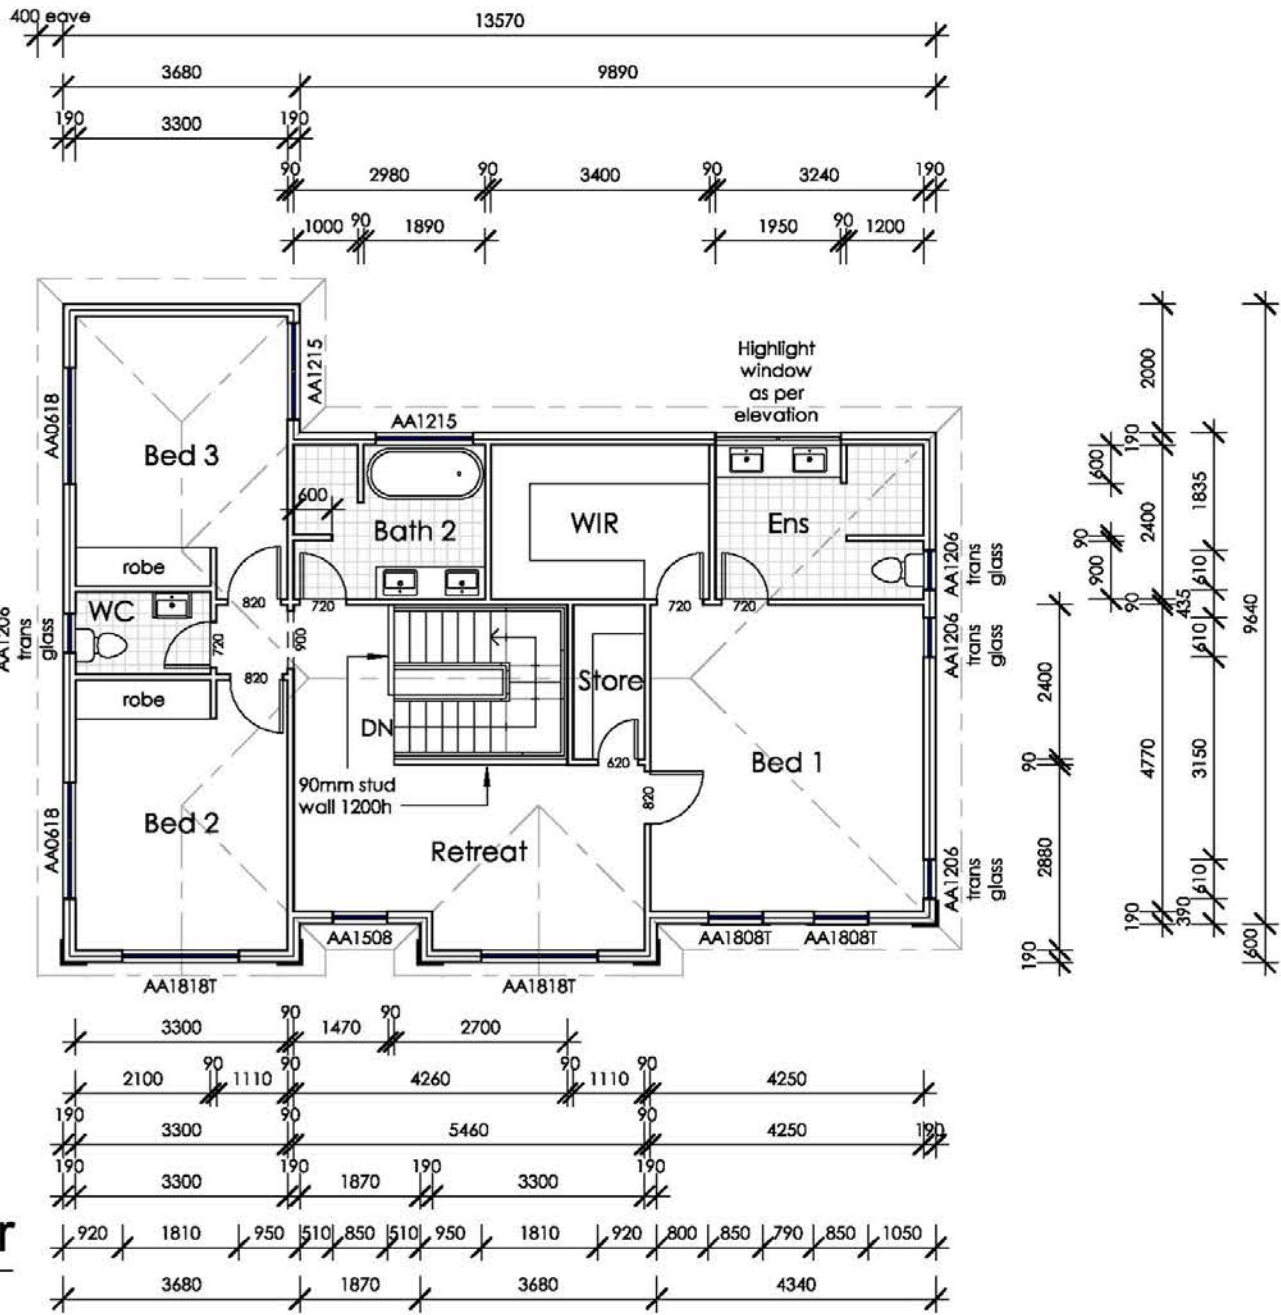 400 eave
13570
3680 9890
190 3300 190
90 2980 90 3400 90 3240 190
1000 90 1890 1950 90 1200
Highlight
window
as per
elevation
AA1215
AA1215
AA0618
Bed 3
600
Bath 2
WIR
Ens
robe
820 720 720 720
AA1206
trans
glass
WC
720
900
AA1206
trans
glass
AA1206
trans
glass
820
robe
Store
DN
620
Bed 1
90mm stud
wall 1200h
820
AA0618
Bed 2
Retreat
AA1206
trans
glass
AA1508
AA1808T AA1808T
AA1818T AA1818T
600
90
900
2400
90
2880
190
2000
190
2400
90
4770
190
1835
610
435
610
3150
610
390
9640
600
3300 90 1470 90 2700
2100 90 1110 90 4260 90 1110 90 4250
190 3300 90 5460 90 4250 190
190 3300 190 1870 190 3300 190
r
920 1810 950 510 850 510 950 1810 920 800 850 790 850 1050
3680 1870 3680 4340